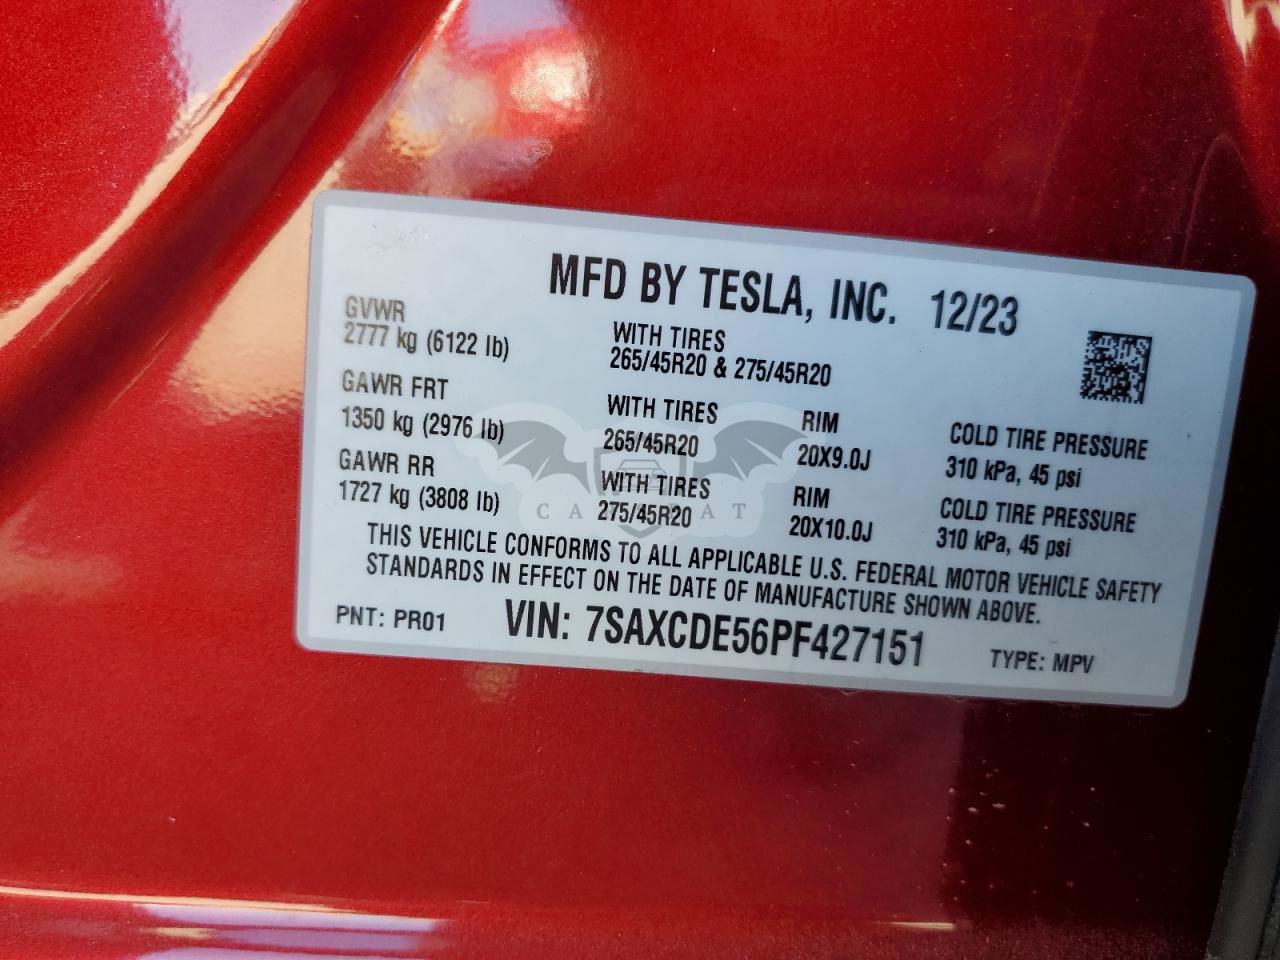 MFD BY TESLA, INC. 12/23
GVWR
2777 kg (6122 lb)
WITH TIRES
265/45R20 & 275/45R20
GAWR FRT
1350 kg (2976 lb)
WITH TIRES
265/45R20
RIM
20X9.0J
COLD TIRE PRESSURE
310 kPa, 45 psi
GAWR RR
1727 kg (3808 lb)
WITH TIRES
275/45R20
RIM
20X10.0J
COLD TIRE PRESSURE
310 kPa, 45 psi
THIS VEHICLE CONFORMS TO ALL APPLICABLE U.S. FEDERAL MOTOR VEHICLE SAFETY
STANDARDS IN EFFECT ON THE DATE OF MANUFACTURE SHOWN ABOVE.
PNT: PR01 VIN: 7SAXCDE56PF427151 TYPE: MPV